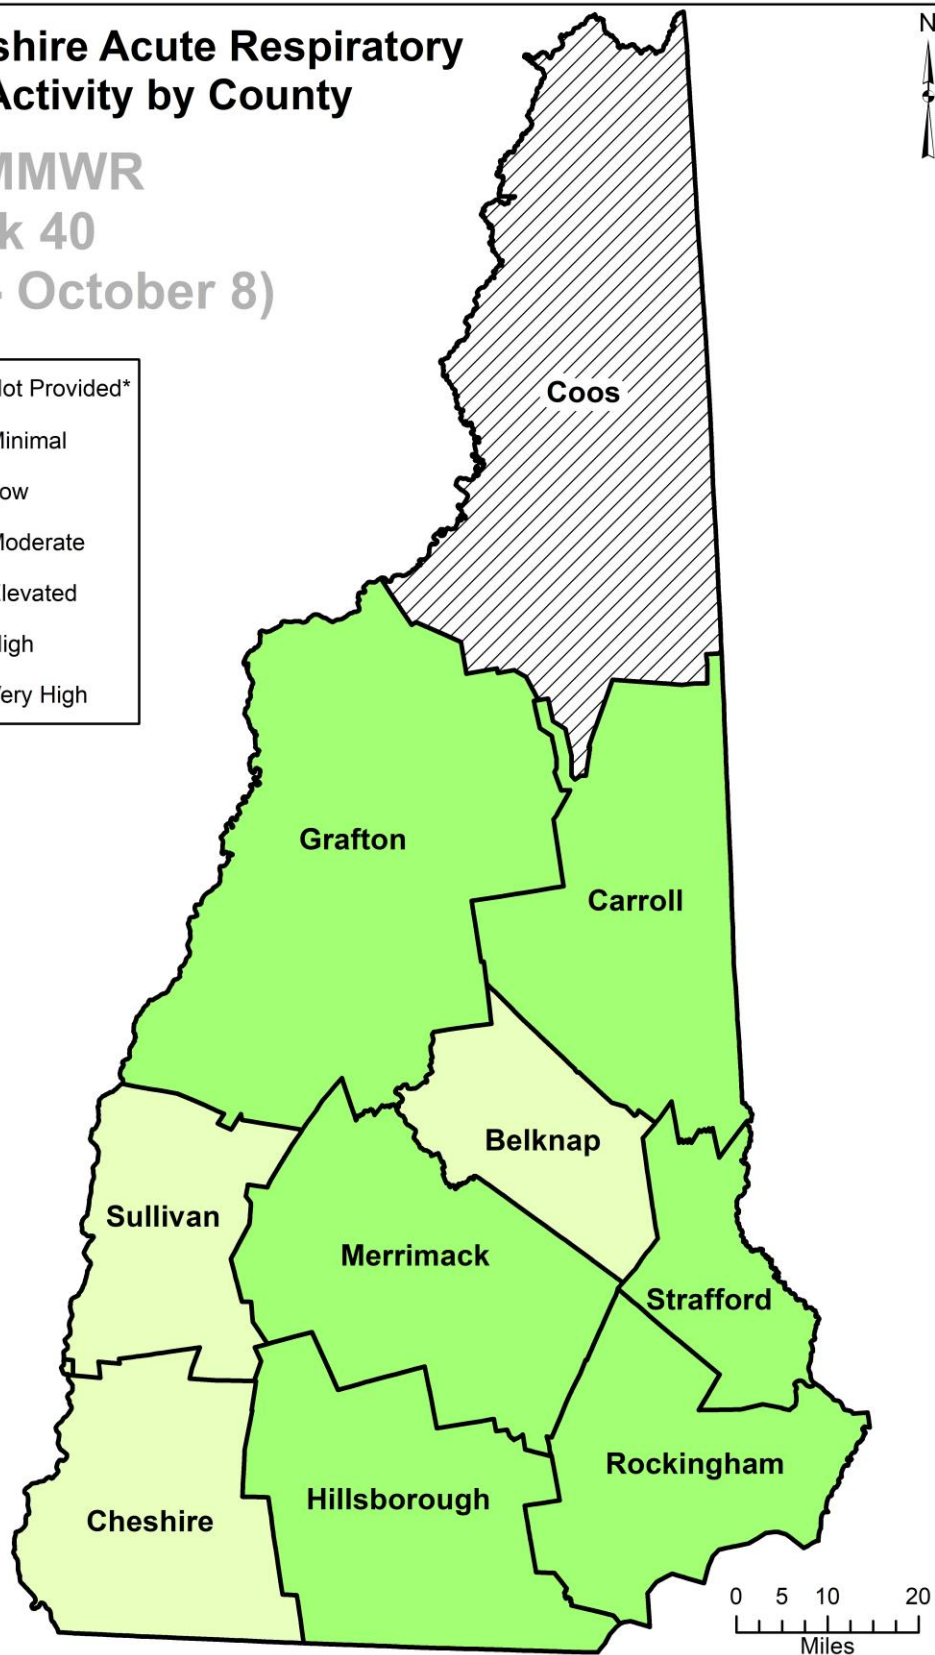 shire Acute Respiratory
Activity by County
MMWR
k 40
- October 8)
N
ot Provided*
Minimal
ow
Moderate
levated
igh
ery High
Coos
Grafton
Carroll
Belknap
Sullivan
Merrimack
Strafford
Rockingham
Hillsborough
Cheshire
0 5 10 20
Miles